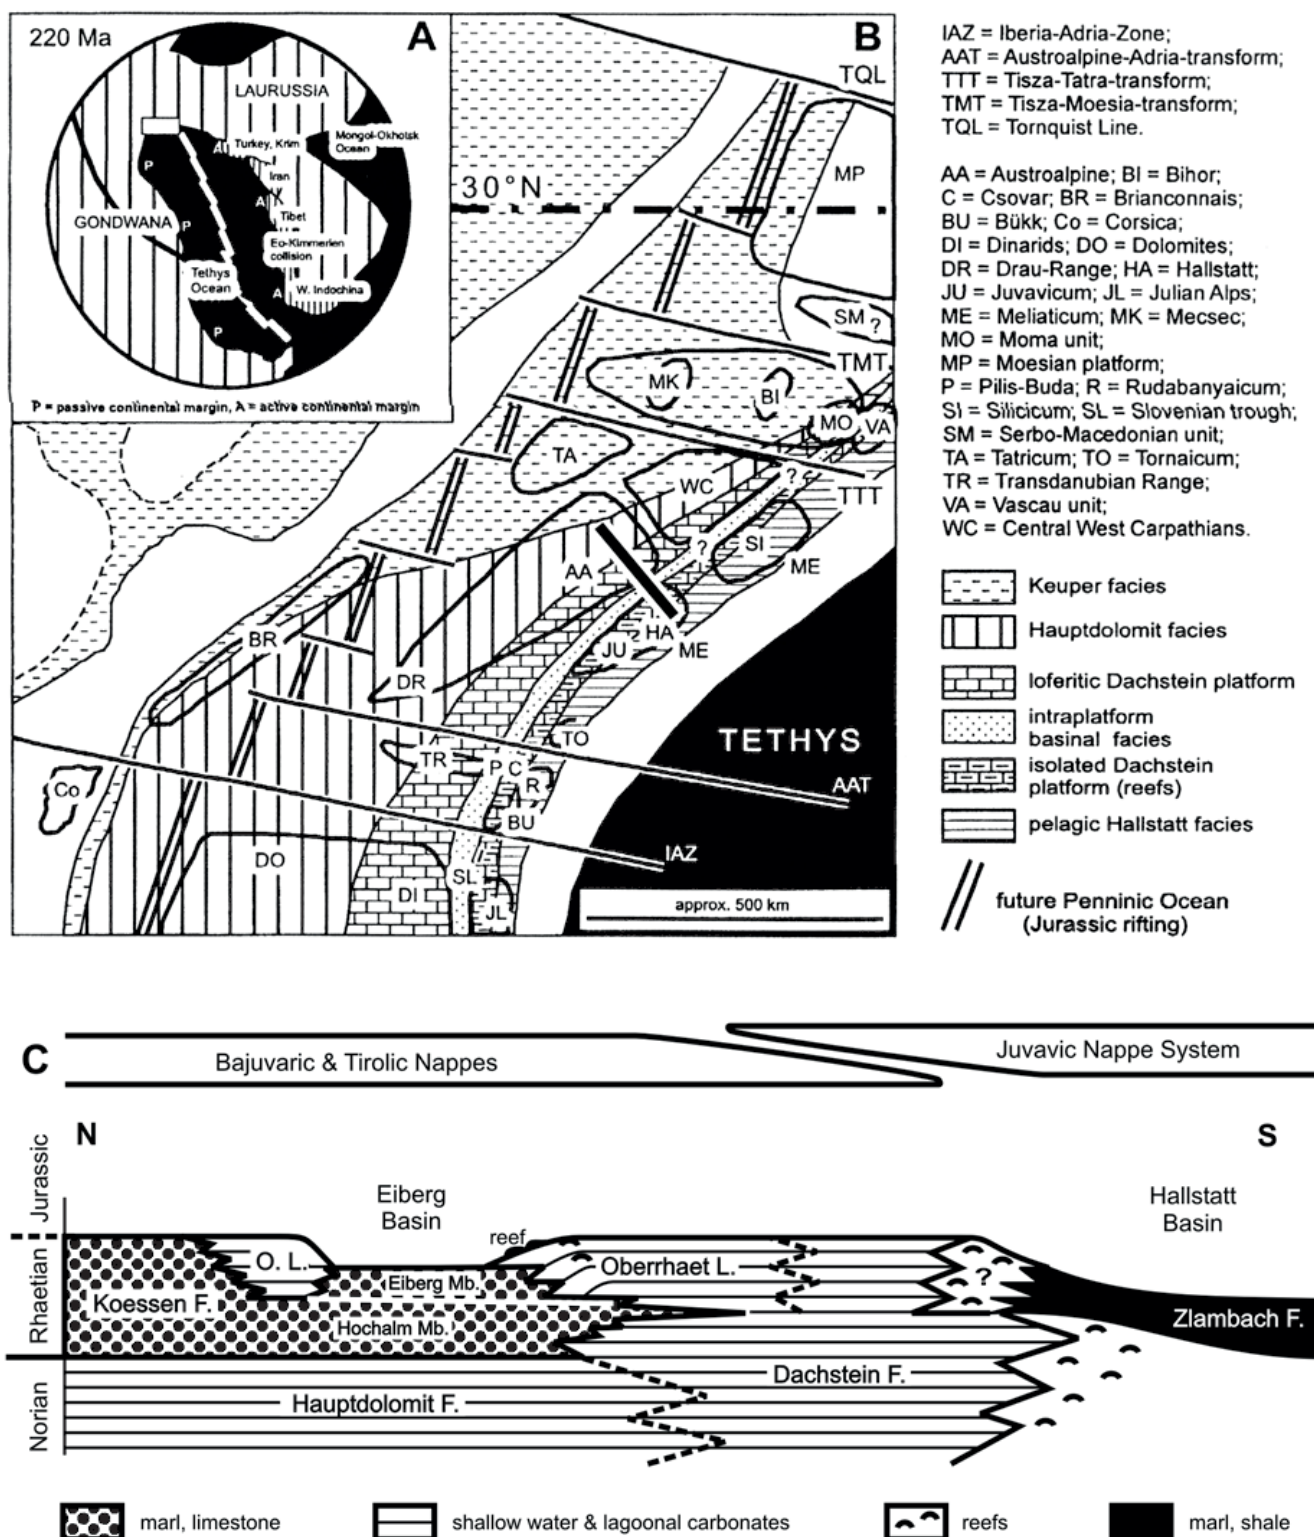 220 Ma
A
LAURUSSIA
Mongol-Okhotsk
Ocean
Turkey, Krim
A
P
Iran
A
Tibet
GONDWANA
P
Eo-Kimmerien
collision
Tethys
Ocean
A
W. Indochina
P
P = passive continental margin, A = active continental margin
B
TQL
30°N
MP
SM ?
TMT
MK
BI
MO
VA
TA
WC
?
TTT
?
SI
ME
AA
HA
ME
JU
BR
DR
TO
TETHYS
TR
P C
R
AAT
Co
BU
IAZ
DO
SL
DI
JL
approx. 500 km
IAZ = Iberia-Adria-Zone;
AAT = Austroalpine-Adria-transform;
TTT = Tisza-Tatra-transform;
TMT = Tisza-Moesia-transform;
TQL = Tornquist Line.
AA = Austroalpine; BI = Bihor;
C = Csovar; BR = Brianconnais;
BU = Bükk; Co = Corsica;
DI = Dinarids; DO = Dolomites;
DR = Drau-Range; HA = Hallstatt;
JU = Juvavicum; JL = Julian Alps;
ME = Meliaticum; MK = Mecsec;
MO = Moma unit;
MP = Moesian platform;
P = Pilis-Buda; R = Rudabanyaicum;
SI = Silicicum; SL = Slovenian trough;
SM = Serbo-Macedonian unit;
TA = Tatricum; TO = Tornaicum;
TR = Transdanubian Range;
VA = Vascau unit;
WC = Central West Carpathians.
Keuper facies
Hauptdolomit facies
loferitic Dachstein platform
intraplatform
basinal facies
isolated Dachstein
platform (reefs)
pelagic Hallstatt facies
future Penninic Ocean
(Jurassic rifting)
C
Bajuvaric & Tirolic Nappes
Juvavic Nappe System
N
S
Jurassic
Rhaetian
Norian
Eiberg
Basin
Hallstatt
Basin
reef
O. L.
Oberrhaet L.
?
Eiberg Mb.
Koessen F.
Hochalm Mb.
Zlambach F.
Dachstein F.
Hauptdolomit F.
marl, limestone
shallow water & lagoonal carbonates
reefs
marl, shale